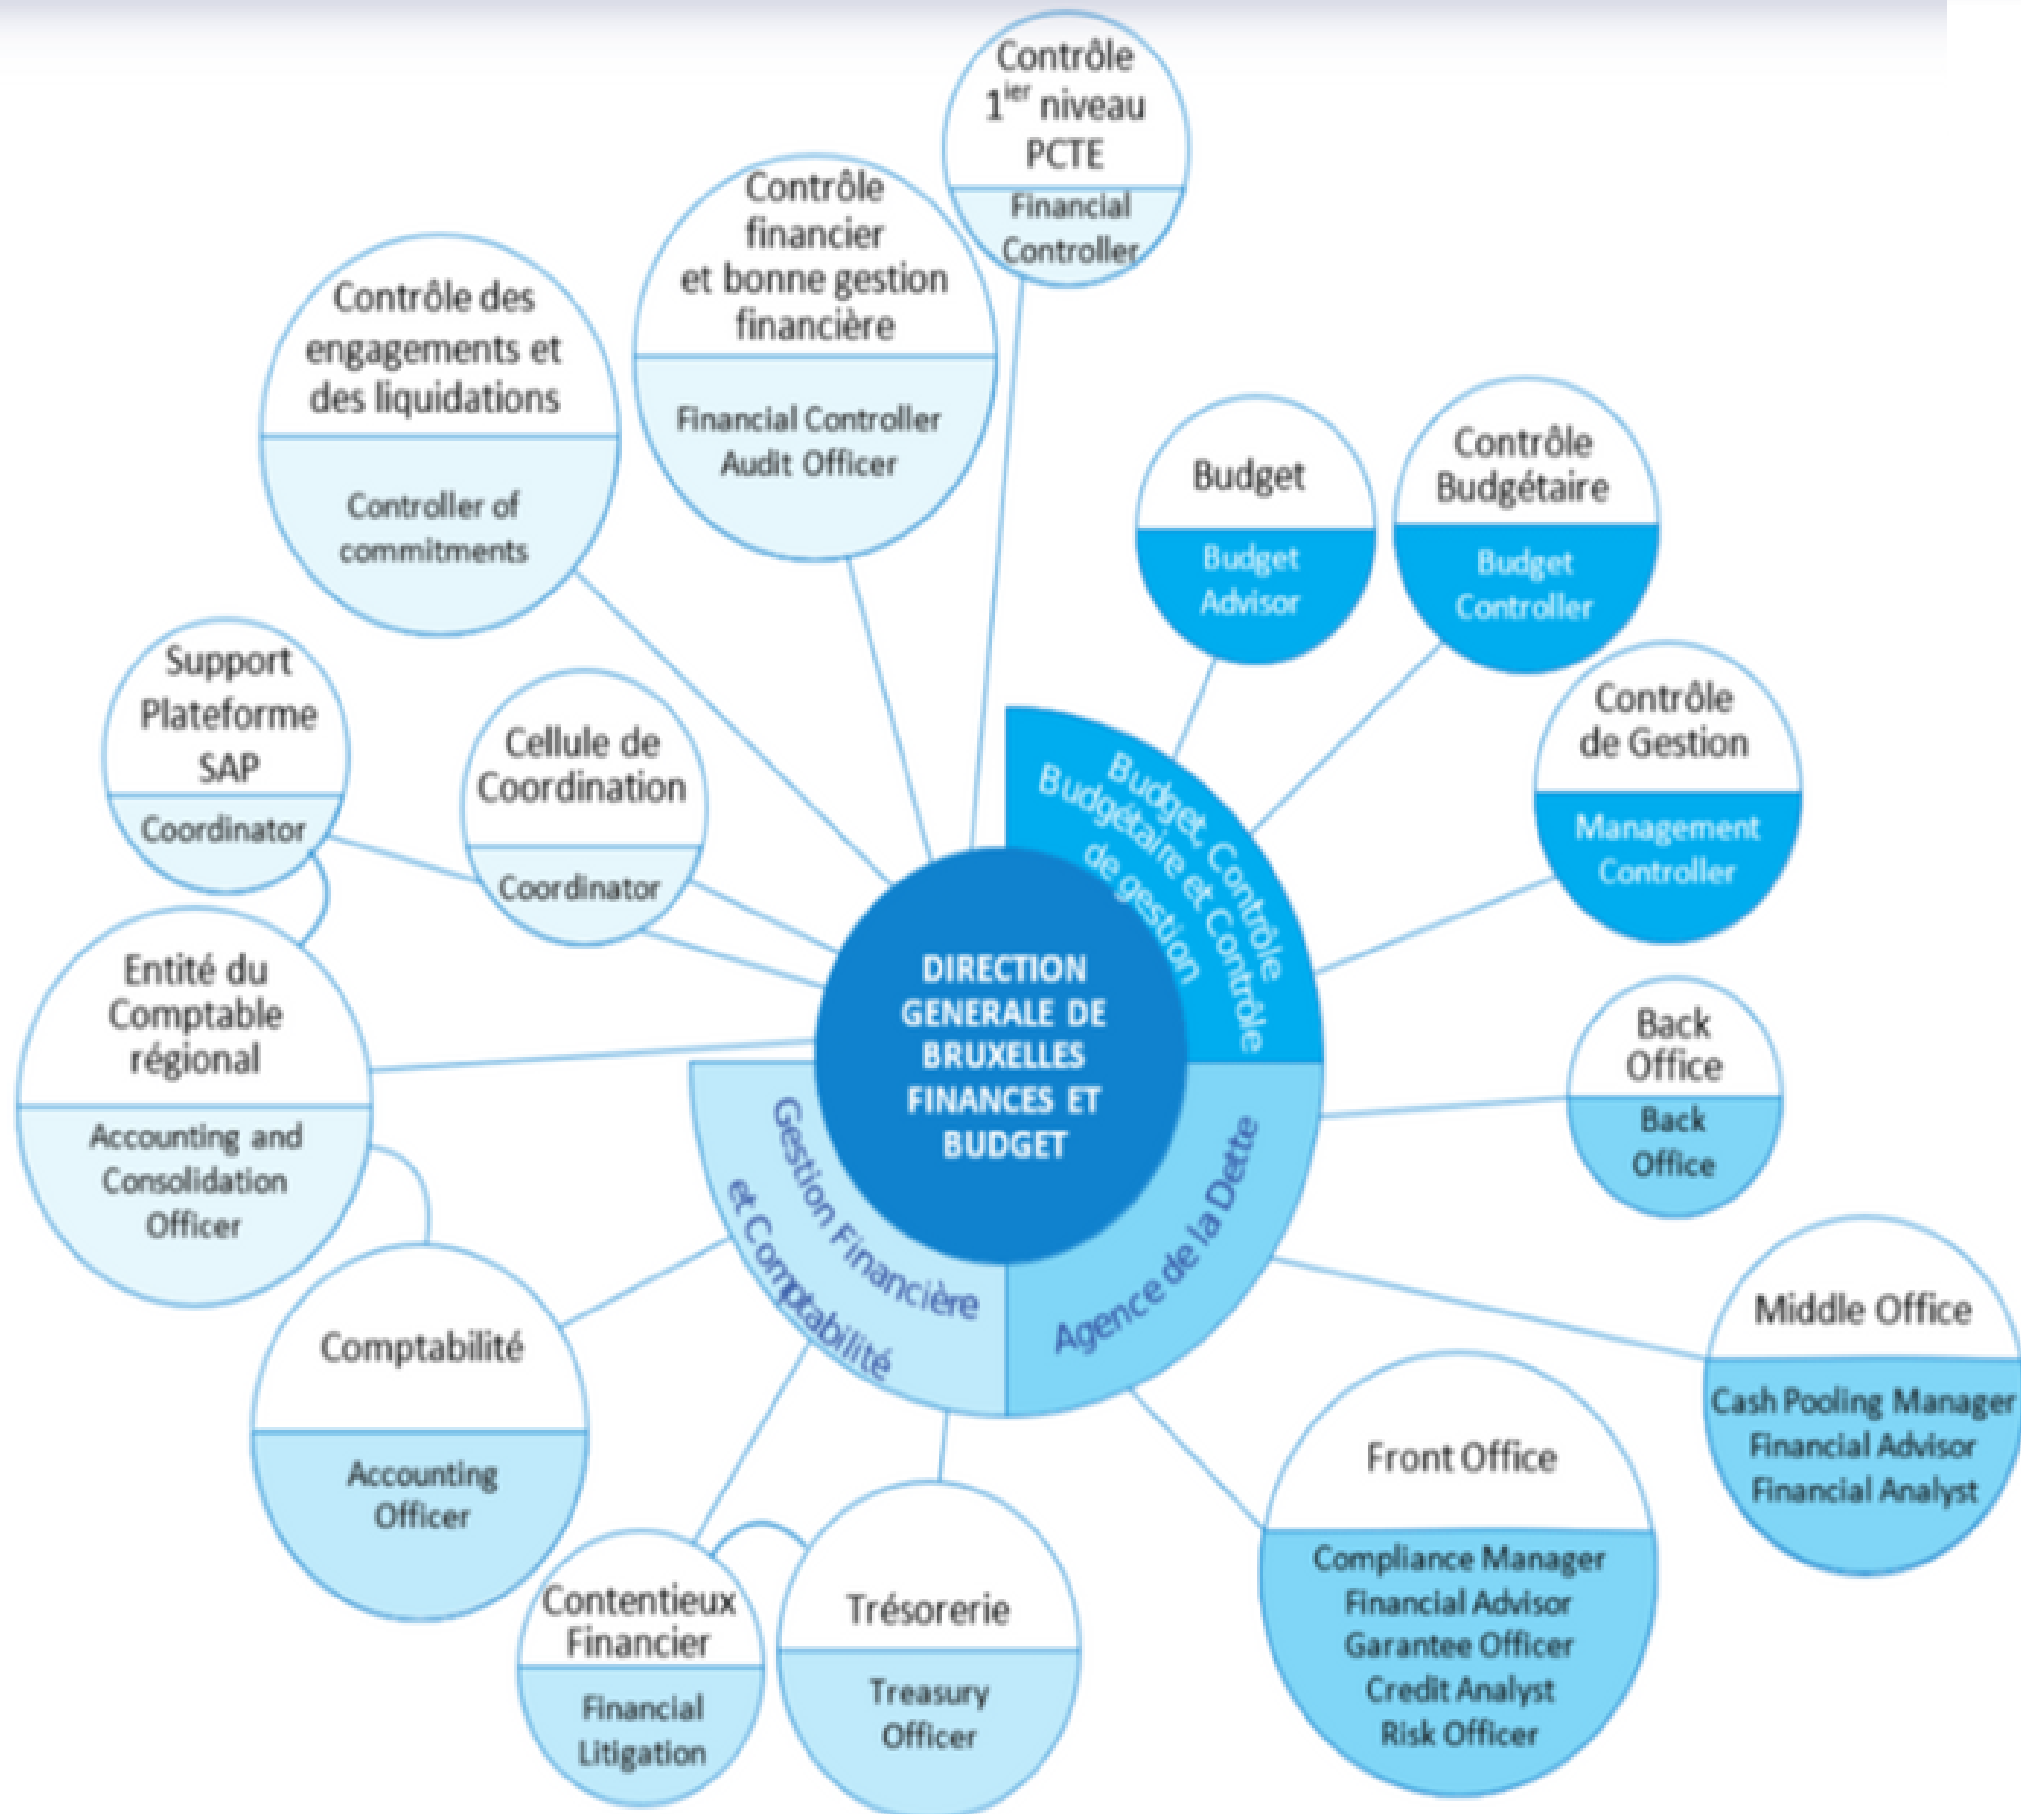 Contrôle
1ier niveau
PCTE
Financial
Controller
Contrôle
financier
et bonne gestion
financière
Financial Controller
Audit Officer
Contrôle des
engagements et
des liquidations
Controller of
commitments
Budget
Budget
Advisor
Contrôle
Budgétaire
Budget
Controller
Support
Plateforme
SAP
Coordinator
Cellule de
Coordination
Coordinator
Contrôle
de Gestion
Management
Controller
Budget, Contrôle
Budgétaire et Contrôle
de gestion
Entité du
Comptable
régional
Accounting and
Consolidation
Officer
DIRECTION
GENERALE DE
BRUXELLES
FINANCES ET
BUDGET
Back
Office
Back
Office
Gestion Financière
et Comptabilité
Agence de la Dette
Middle Office
Cash Pooling Manager
Financial Advisor
Financial Analyst
Comptabilité
Accounting
Officer
Front Office
Compliance Manager
Financial Advisor
Garantee Officer
Credit Analyst
Risk Officer
Contentieux
Financier
Financial
Litigation
Trésorerie
Treasury
Officer